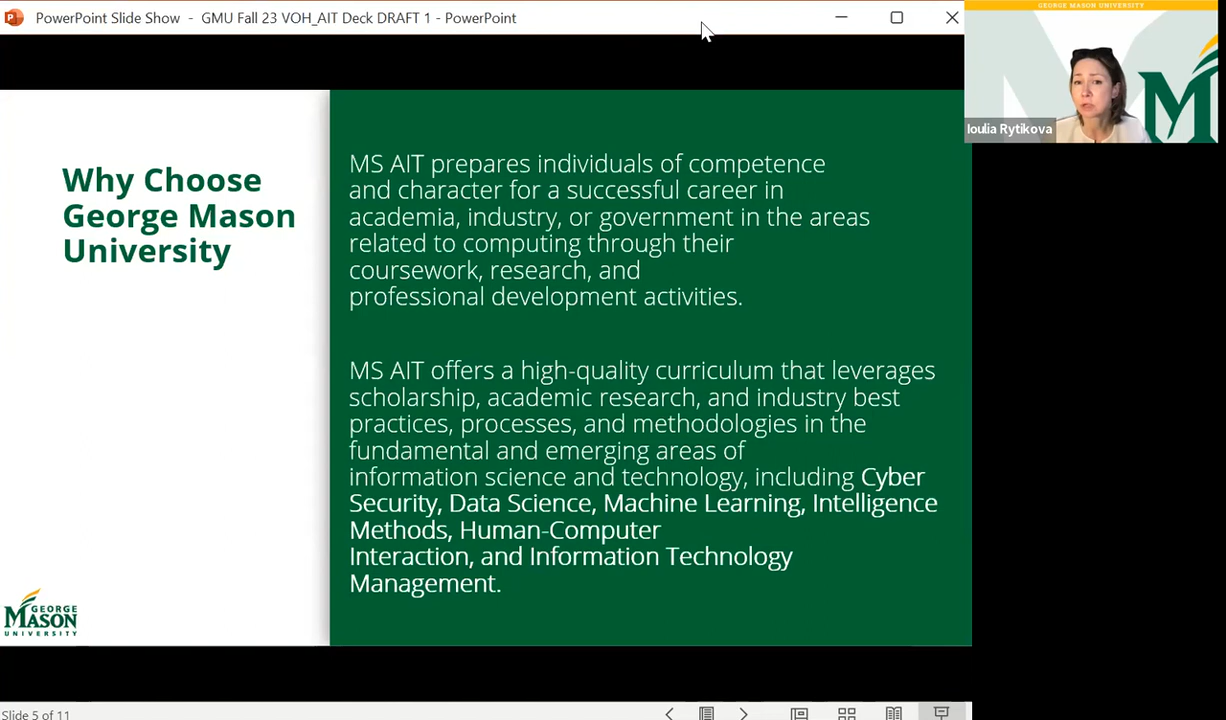 PowerPoint Slide Show - GMU Fall 23 VOH_AIT Deck DRAFT 1 - PowerPoint
GEORGE MASON UNIVERSITY
M
Ioulia Rytikova
Why Choose
George Mason
University
MS AIT prepares individuals of competence
and character for a successful career in
academia, industry, or government in the areas
related to computing through their
coursework, research, and
professional development activities.
MS AIT offers a high-quality curriculum that leverages
scholarship, academic research, and industry best
practices, processes, and methodologies in the
fundamental and emerging areas of
information science and technology, including Cyber
Security, Data Science, Machine Learning, Intelligence
Methods, Human-Computer
Interaction, and Information Technology
Management.
GEORGE
MASON
UNIVERSITY
Slide 5 of 11